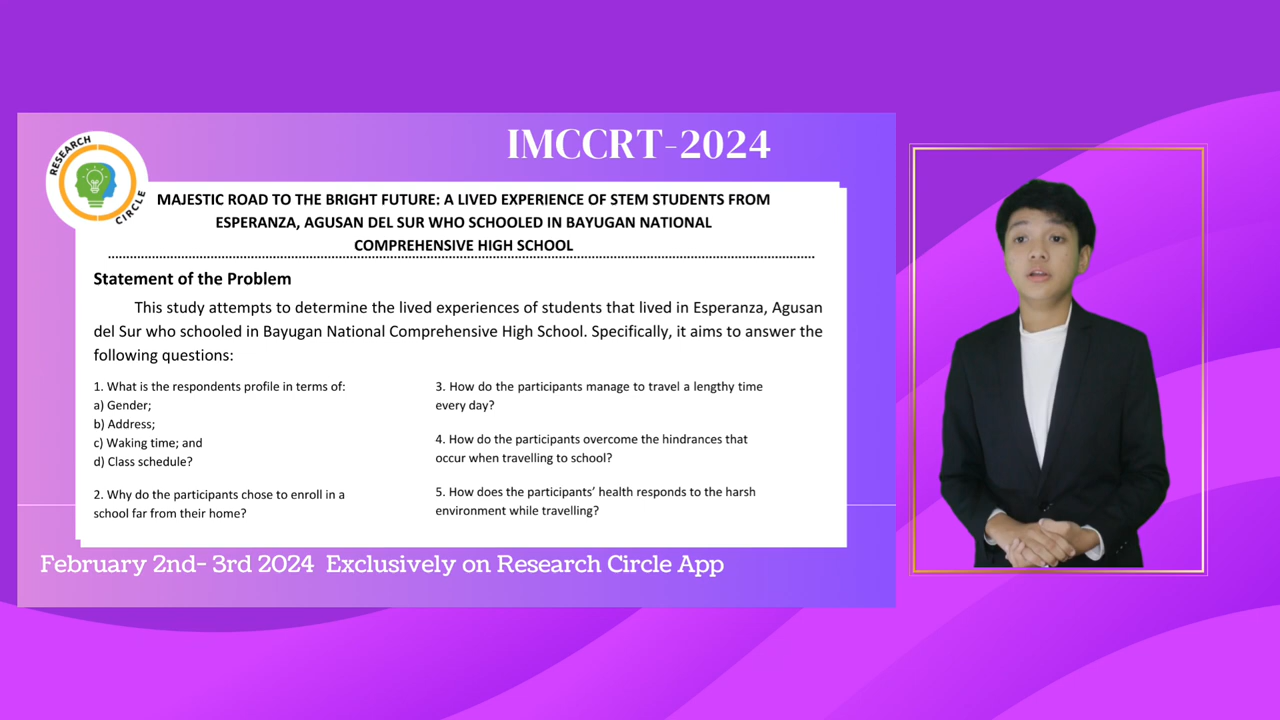 IMCCRT-2024
RESEARCH
CIRCLE
MAJESTIC ROAD TO THE BRIGHT FUTURE: A LIVED EXPERIENCE OF STEM STUDENTS FROM
ESPERANZA, AGUSAN DEL SUR WHO SCHOOLED IN BAYUGAN NATIONAL
COMPREHENSIVE HIGH SCHOOL
Statement of the Problem
This study attempts to determine the lived experiences of students that lived in Esperanza, Agusan
del Sur who schooled in Bayugan National Comprehensive High School. Specifically, it aims to answer the
following questions:
1. What is the respondents profile in terms of:
a) Gender;
b) Address;
c) Waking time; and
d) Class schedule?
2. Why do the participants chose to enroll in a
school far from their home?
3. How do the participants manage to travel a lengthy time
every day?
4. How do the participants overcome the hindrances that
occur when travelling to school?
5. How does the participants’ health responds to the harsh
environment while travelling?
February 2nd- 3rd 2024 Exclusively on Research Circle App